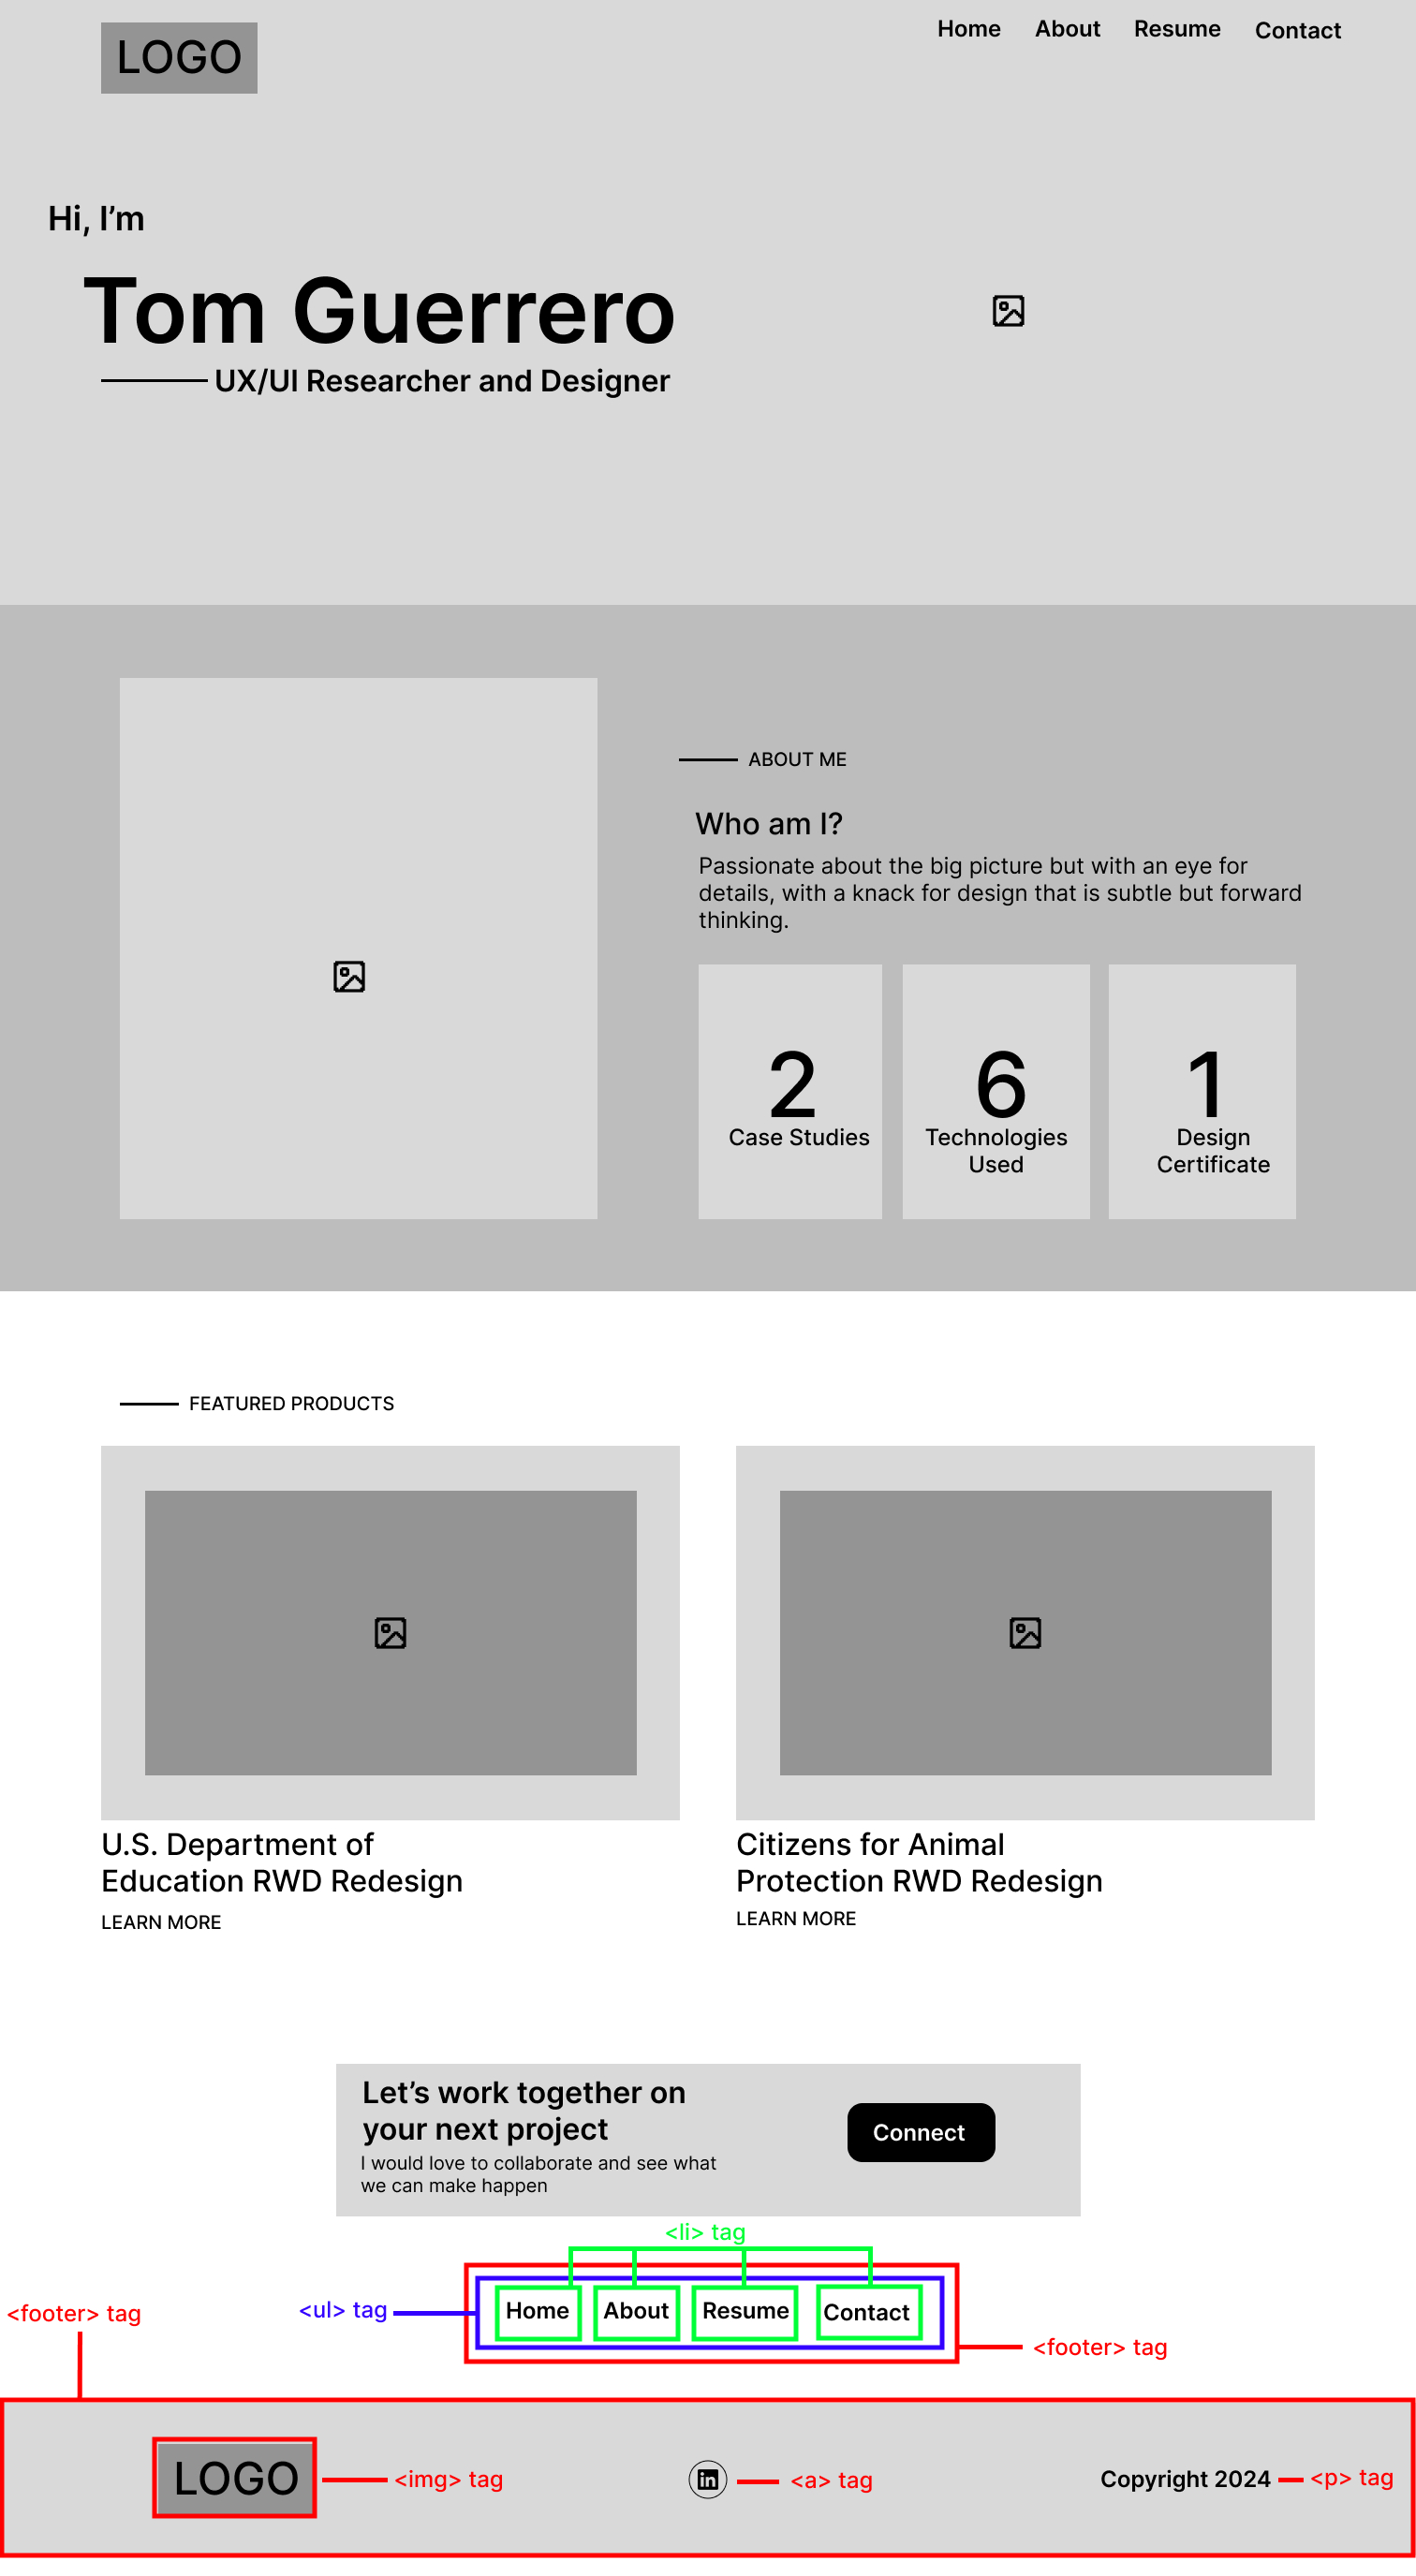 LOGO
Home About Resume Contact
Hi, I’m
Tom Guerrero
UX/UI Researcher and Designer
ABOUT ME
Who am I?
Passionate about the big picture but with an eye for
details, with a knack for design that is subtle but forward
thinking.
2
Case Studies
6
Technologies
Used
1
Design
Certificate
FEATURED PRODUCTS
U.S. Department of
Education RWD Redesign
LEARN MORE
Citizens for Animal
Protection RWD Redesign
LEARN MORE
Let’s work together on
your next project
I would love to collaborate and see what
we can make happen
Connect
<li> tag
<footer> tag
<ul> tag
Home About Resume Contact
<footer> tag
LOGO
<img> tag
in
<a> tag
Copyright 2024
<p> tag